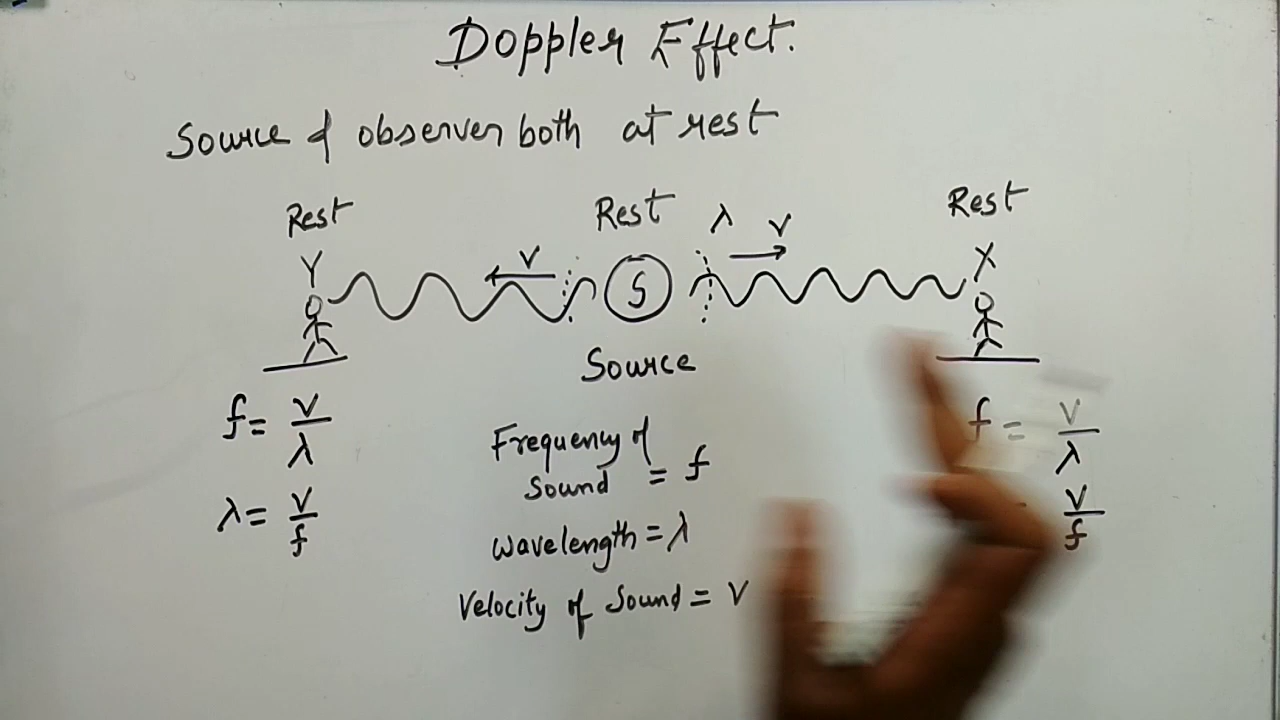 Doppler Effect.
Source & observer both at rest
Rest Rest Rest
λ V
V
Y X
S
Source
f = V/λ
λ = V/f
Frequency of
Sound = f
Wavelength = λ
Velocity of Sound = V
f = V/λ
= V/f